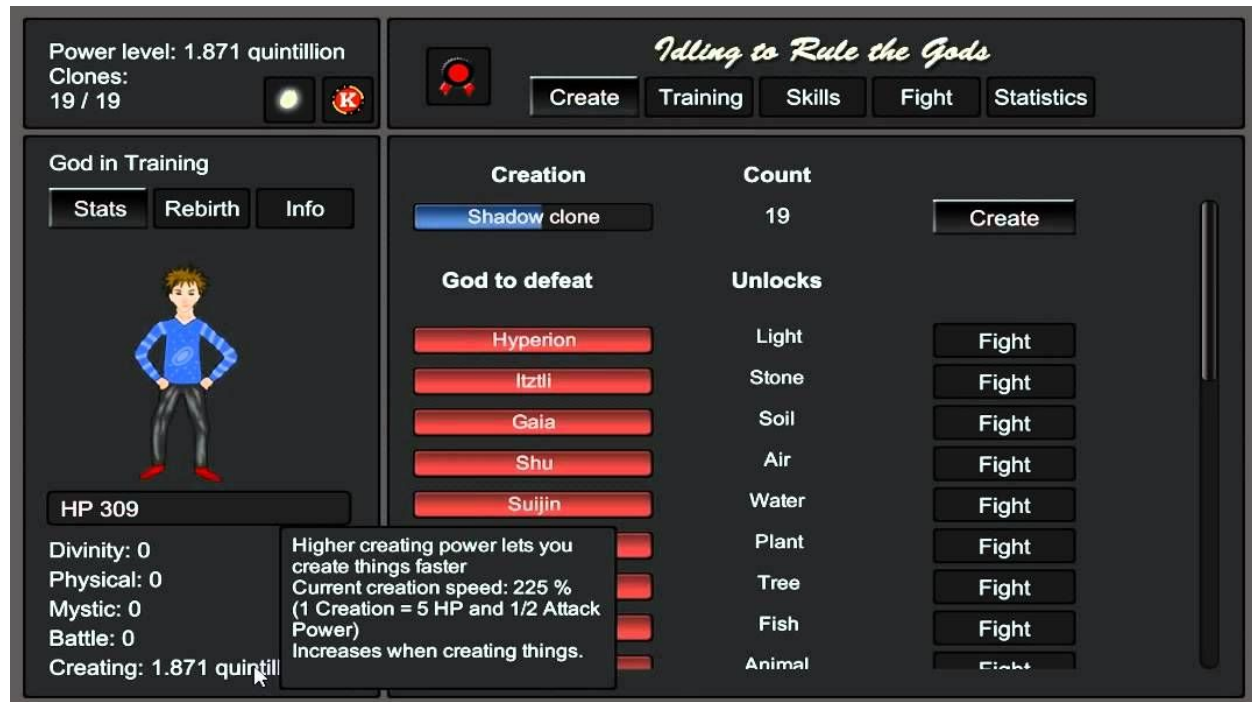 Power level: 1.871 quintillion
Clones:
19 / 19
K
Idling to Rule the Gods
Create Training Skills Fight Statistics
God in Training
Stats Rebirth Info
HP 309
Divinity: 0
Physical: 0
Mystic: 0
Battle: 0
Creating: 1.871 quintill
Higher creating power lets you
create things faster
Current creation speed: 225 %
(1 Creation = 5 HP and 1/2 Attack
Power)
Increases when creating things.
Creation Count
Shadow clone 19 Create
God to defeat Unlocks
Hyperion Light Fight
Itztli Stone Fight
Gaia Soil Fight
Shu Air Fight
Suijin Water Fight
Plant Fight
Tree Fight
Fish Fight
Animal Fight